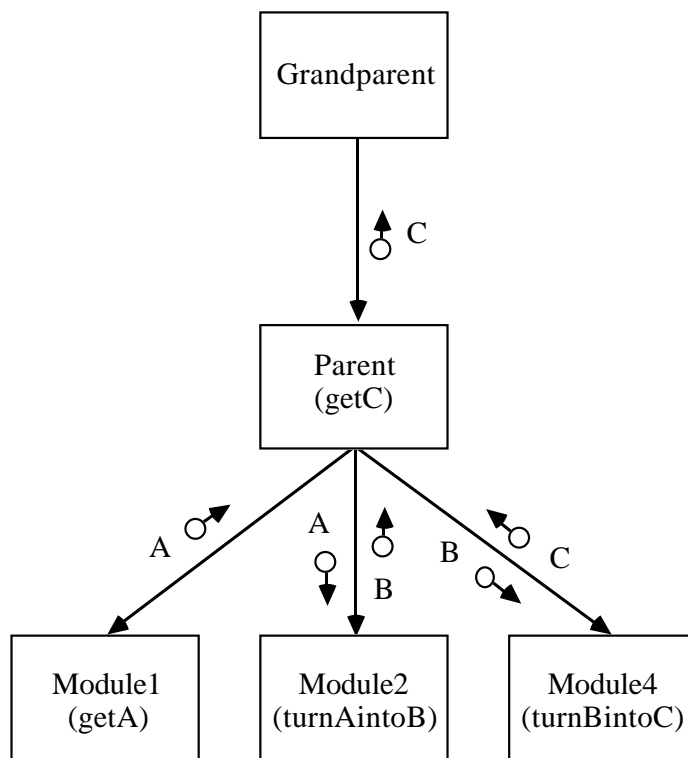 Grandparent
C
Parent
(getC)
A
A
B
B
C
Module1
(getA)
Module2
(turnAintoB)
Module4
(turnBintoC)